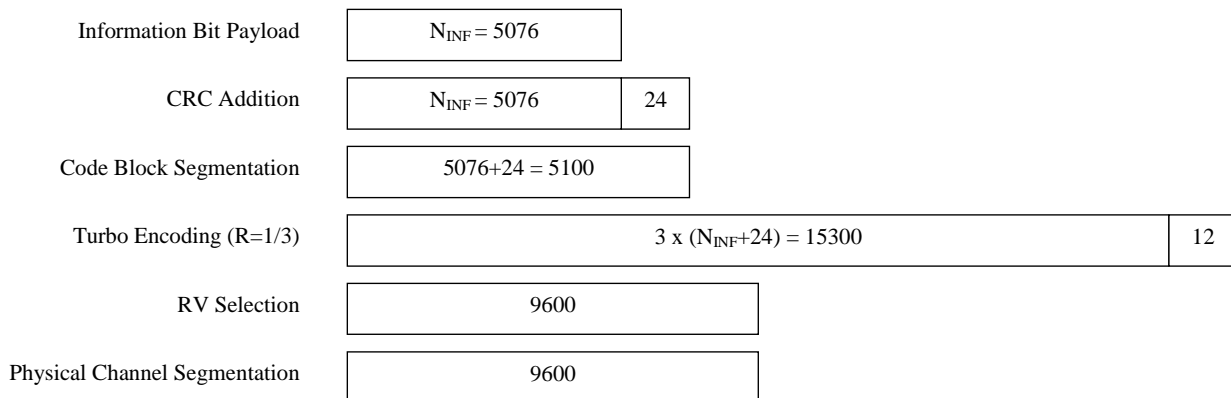 Information Bit Payload
N_INF = 5076
CRC Addition
N_INF = 5076
24
Code Block Segmentation
5076+24 = 5100
Turbo Encoding (R=1/3)
3 x (N_INF+24) = 15300
12
RV Selection
9600
Physical Channel Segmentation
9600